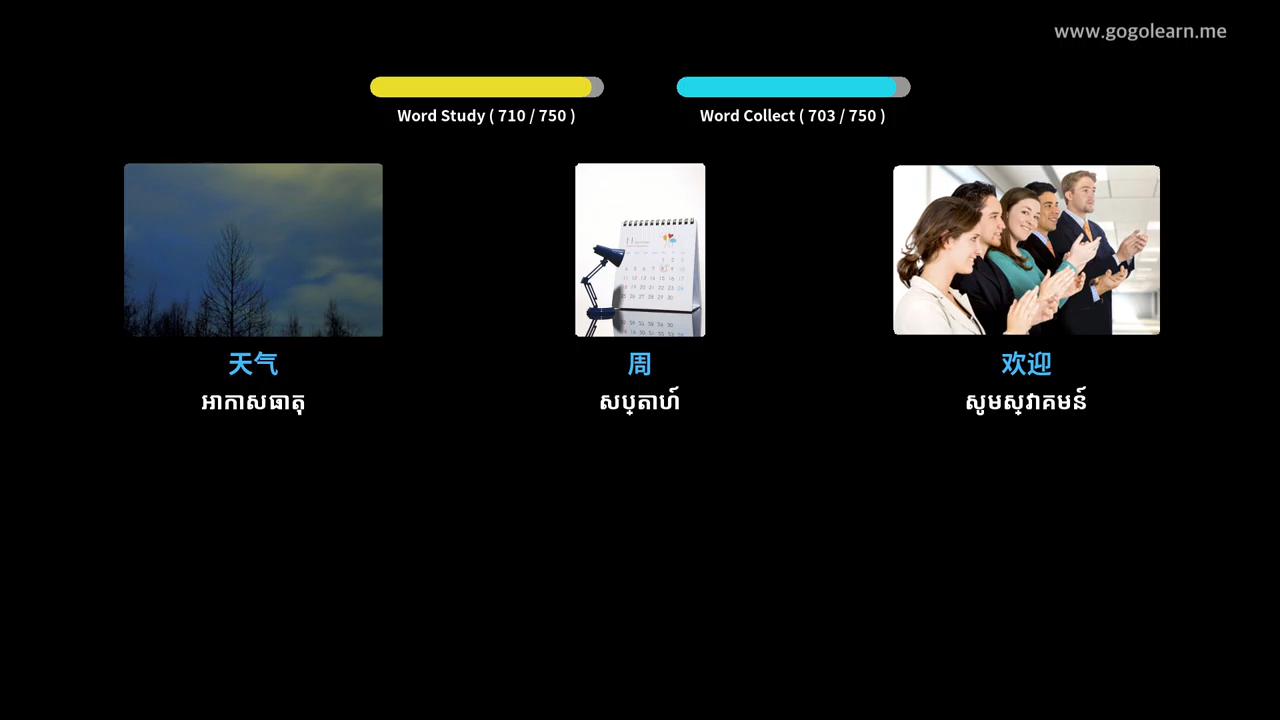 www.gogolearn.me
Word Study ( 710 / 750 )
Word Collect ( 703 / 750 )
天气
周
欢迎
អាកាសធាតុ
សប្តាហ៍
សូមស្វាគមន៍